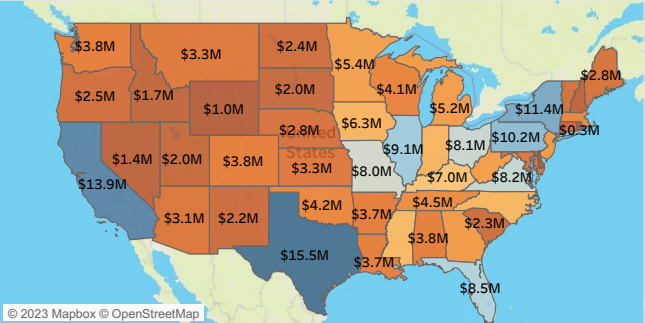 $3.8M
$3.3M
$2.4M
$5.4M
$2.8M
$2.5M
$1.7M
$1.0M
$2.0M
$4.1M
$5.2M
$11.4M
$0.3M
$2.8M
United
States
$6.3M
$9.1M
$8.1M
$10.2M
$13.9M
$1.4M
$2.0M
$3.8M
$3.3M
$8.0M
$7.0M
$8.2M
$3.1M
$2.2M
$4.2M
$3.7M
$4.5M
$2.3M
$15.5M
$3.7M
$3.8M
$8.5M
© 2023 Mapbox © OpenStreetMap